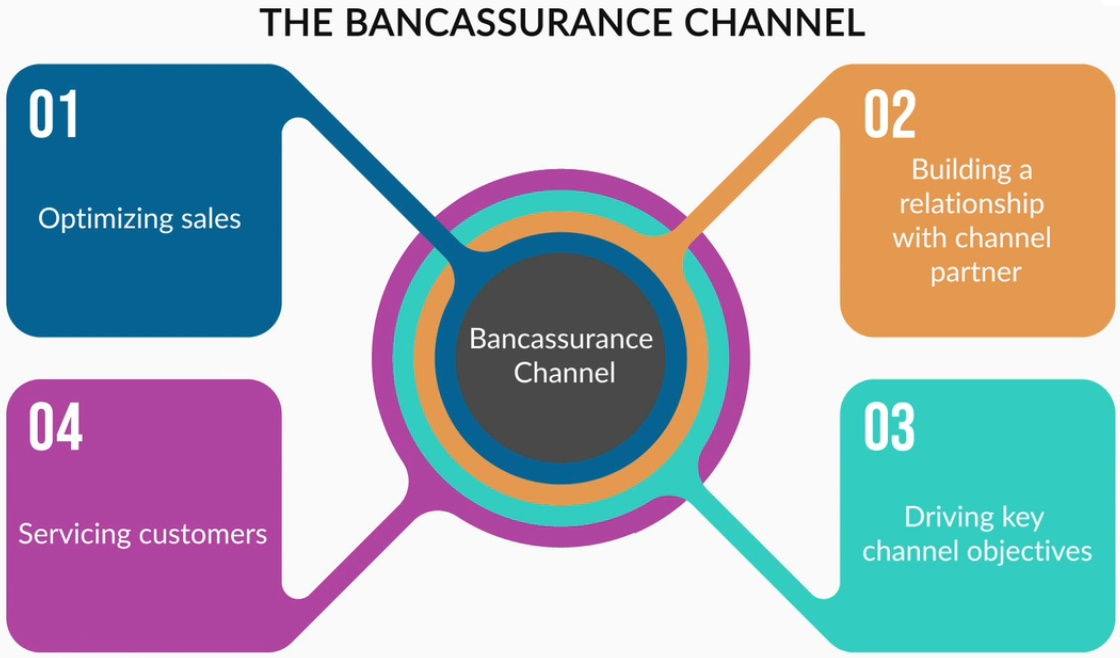 THE BANCASSURANCE CHANNEL
01
Optimizing sales
02
Building a
relationship
with channel
partner
Bancassurance
Channel
04
Servicing customers
03
Driving key
channel objectives